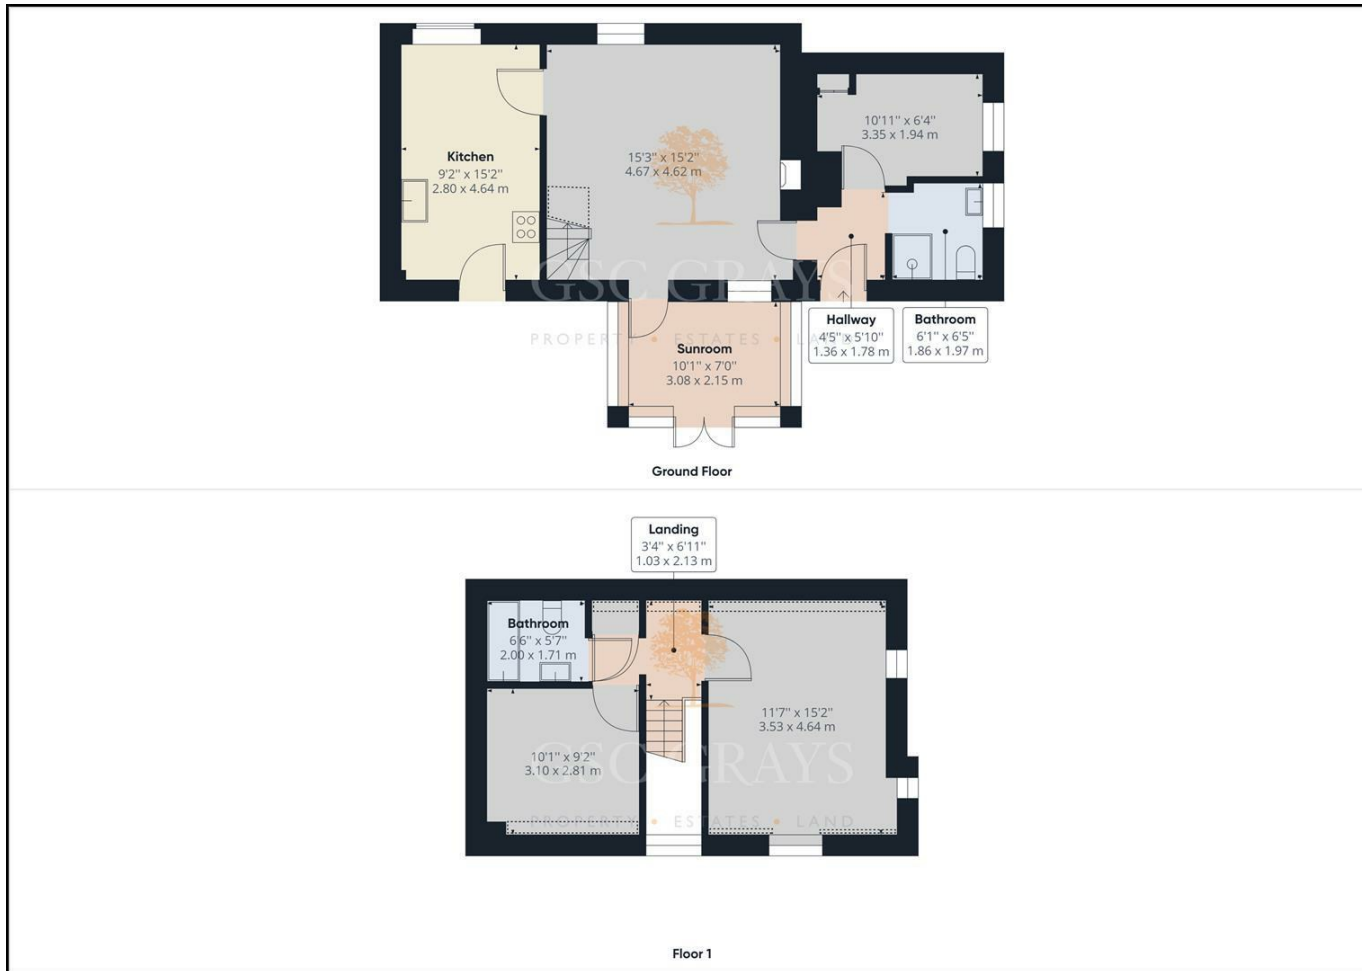 Kitchen
9'2" x 15'2"
2.80 x 4.64 m
15'3" x 15'2"
4.67 x 4.62 m
10'11" x 6'4"
3.35 x 1.94 m
GSC GRAYS
PROPERTY • ESTATES • LAND
Hallway
4'5" x 5'10"
1.36 x 1.78 m
Bathroom
6'1" x 6'5"
1.86 x 1.97 m
Sunroom
10'1" x 7'0"
3.08 x 2.15 m
Ground Floor
Landing
3'4" x 6'11"
1.03 x 2.13 m
Bathroom
6'6" x 5'7"
2.00 x 1.71 m
11'7" x 15'2"
3.53 x 4.64 m
10'1" x 9'2"
3.10 x 2.81 m
GSC GRAYS
PROPERTY • ESTATES • LAND
Floor 1